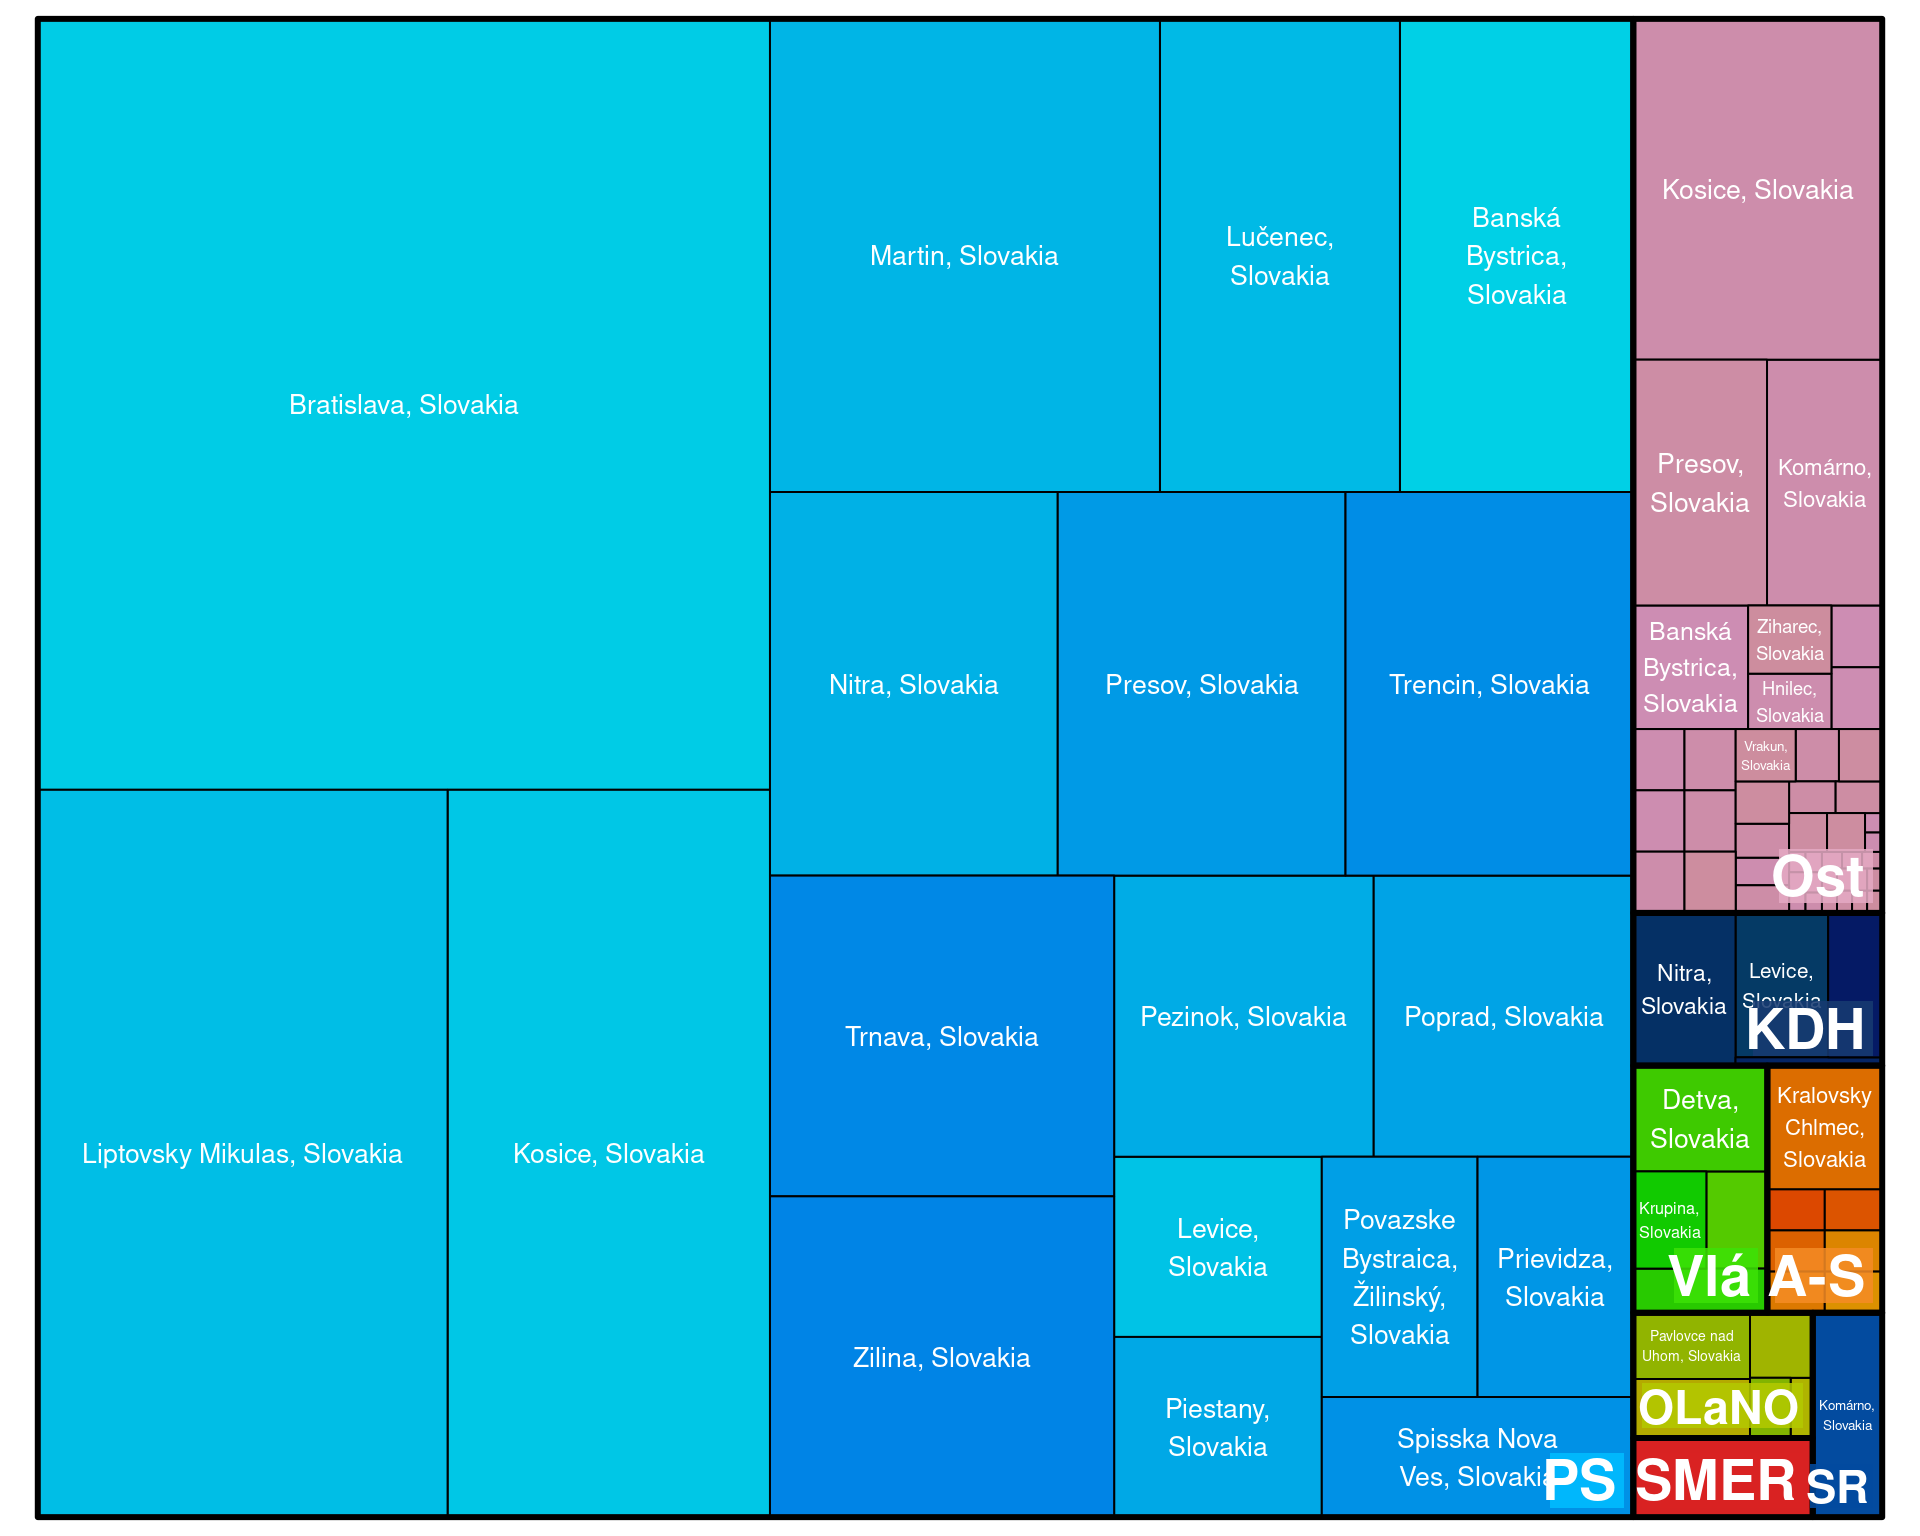 Bratislava, Slovakia
Liptovsky Mikulas, Slovakia
Kosice, Slovakia
Martin, Slovakia
Lučenec,
Slovakia
Banská
Bystrica,
Slovakia
Nitra, Slovakia
Presov, Slovakia
Trencin, Slovakia
Trnava, Slovakia
Zilina, Slovakia
Pezinok, Slovakia
Poprad, Slovakia
Levice,
Slovakia
Piestany,
Slovakia
Povazske
Bystraica,
Žilinský,
Slovakia
Prievidza,
Slovakia
Spisska Nova
Ves, Slovakia
PS
Kosice, Slovakia
Presov,
Slovakia
Komárno,
Slovakia
Banská
Bystrica,
Slovakia
Ziharec,
Slovakia
Hnilec,
Slovakia
Vrakun,
Slovakia
Ost
Nitra,
Slovakia
Levice,
Slovakia
KDH
Detva,
Slovakia
Krupina,
Slovakia
Vlá
Kralovsky
Chlmec,
Slovakia
A-S
Pavlovce nad
Uhom, Slovakia
OLaNO
Komárno,
Slovakia
SMER
SR